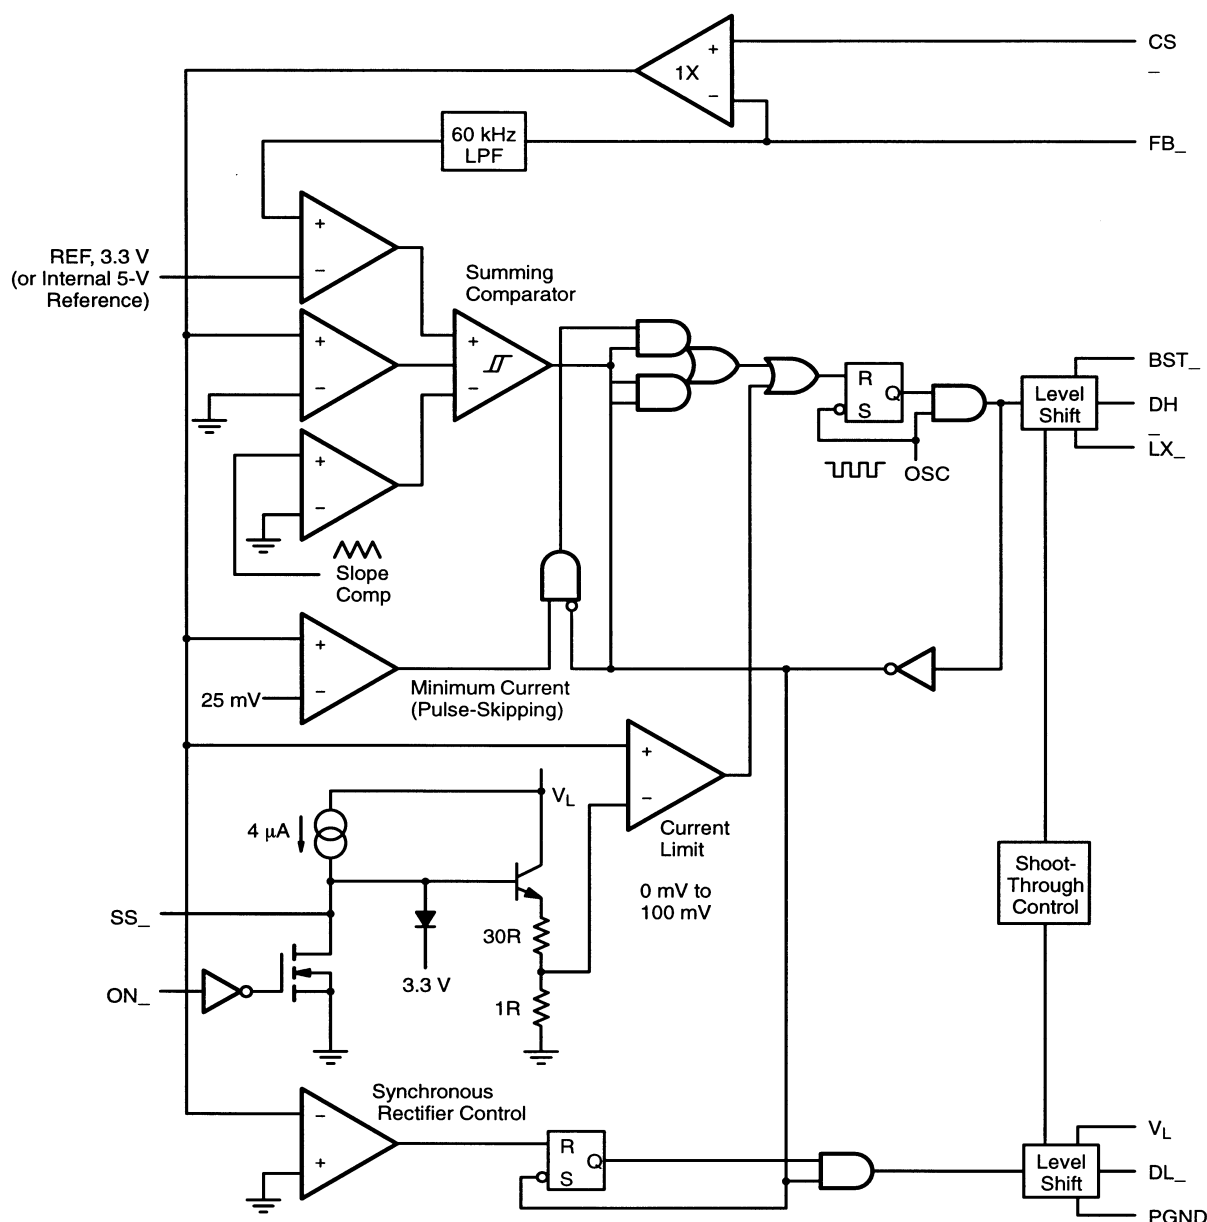 CS
_
+
1X
−
60 kHz
LPF
FB_
+
−
REF, 3.3 V
(or Internal 5-V
Reference)
Summing
Comparator
+
−
+
−
BST_
Level
Shift
DH
_
LX_
R
Q
S
OSC
+
−
Slope
Comp
+
−
25 mV
Minimum Current
(Pulse-Skipping)
+
−
Current
Limit
0 mV to
100 mV
VL
4 µA
Shoot-
Through
Control
SS_
30R
3.3 V
ON_
1R
Synchronous
Rectifier Control
−
+
R
Q
S
VL
Level
Shift
DL_
PGND